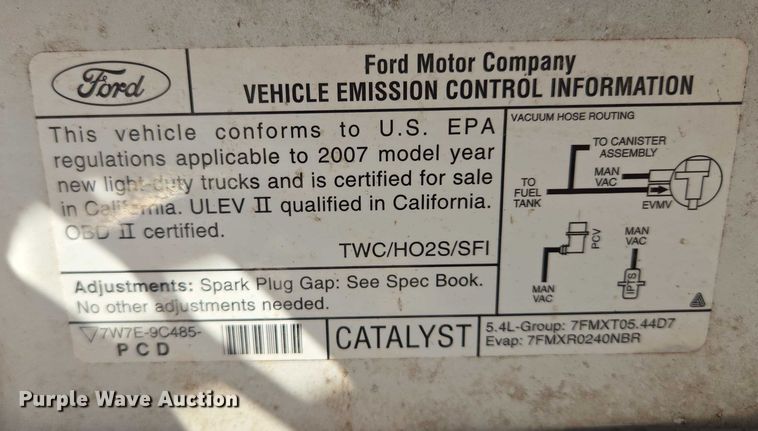 Ford
Ford Motor Company
VEHICLE EMISSION CONTROL INFORMATION
This vehicle conforms to U.S. EPA
regulations applicable to 2007 model year
new light-duty trucks and is certified for sale
in California. ULEV II qualified in California.
OBD II certified.
TWC/HO2S/SFI
Adjustments: Spark Plug Gap: See Spec Book.
No other adjustments needed.
VACUUM HOSE ROUTING
TO CANISTER
ASSEMBLY
MAN
VAC
TO
FUEL
TANK
EVMV
PCV
MAN
VAC
MAN
VAC
IPTS
7W7E-9C485-
PCD
CATALYST
5.4L-Group: 7FMXT05.44D7
Evap: 7FMXR0240NBR
Purple Wave Auction